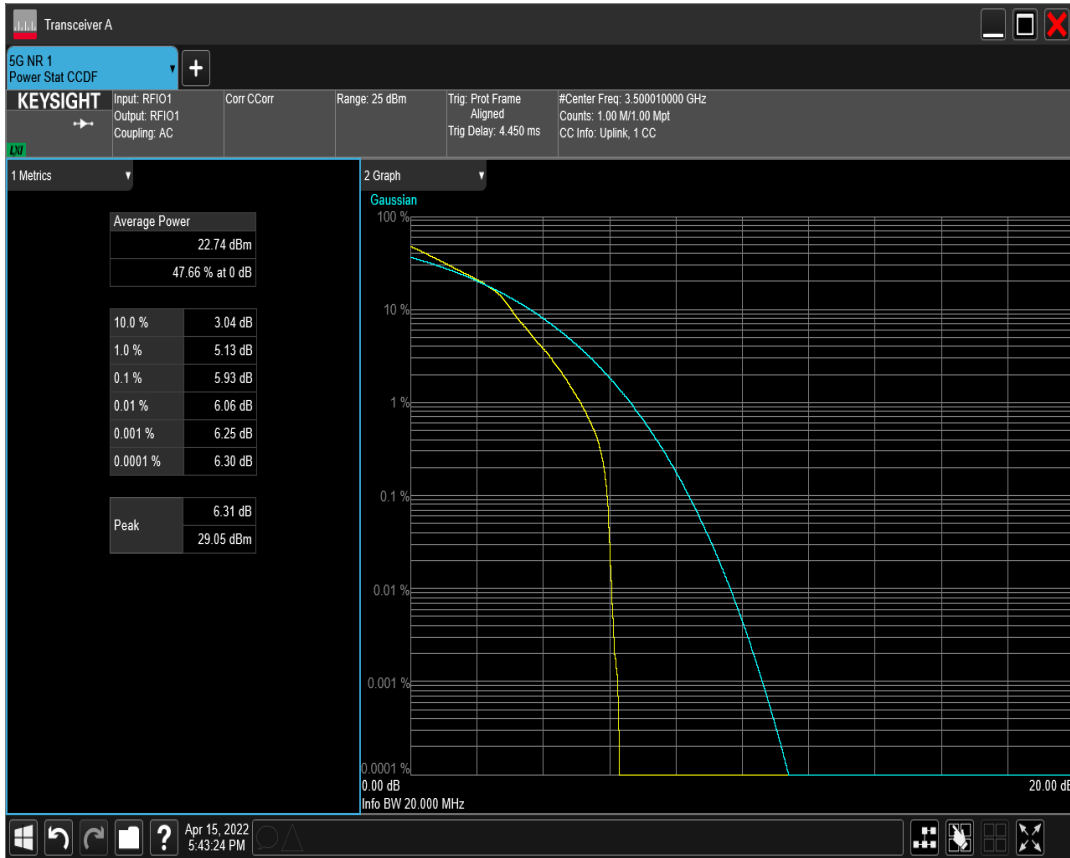 Transceiver A
5G NR 1
Power Stat CCDF
KEYSIGHT
LXI
Input: RFIO1
Output: RFIO1
Coupling: AC
Corr CCorr
Range: 25 dBm
Trig: Prot Frame
Aligned
Trig Delay: 4.450 ms
#Center Freq: 3.500010000 GHz
Counts: 1.00 M/1.00 Mpt
CC Info: Uplink, 1 CC
1 Metrics
Average Power
22.74 dBm
47.66 % at 0 dB
10.0 % 3.04 dB
1.0 % 5.13 dB
0.1 % 5.93 dB
0.01 % 6.06 dB
0.001 % 6.25 dB
0.0001 % 6.30 dB
Peak 6.31 dB
29.05 dBm
2 Graph
Gaussian
100 %
10 %
1 %
0.1 %
0.01 %
0.001 %
0.0001 %
0.00 dB 20.00 dB
Info BW 20.000 MHz
? Apr 15, 2022
5:43:24 PM